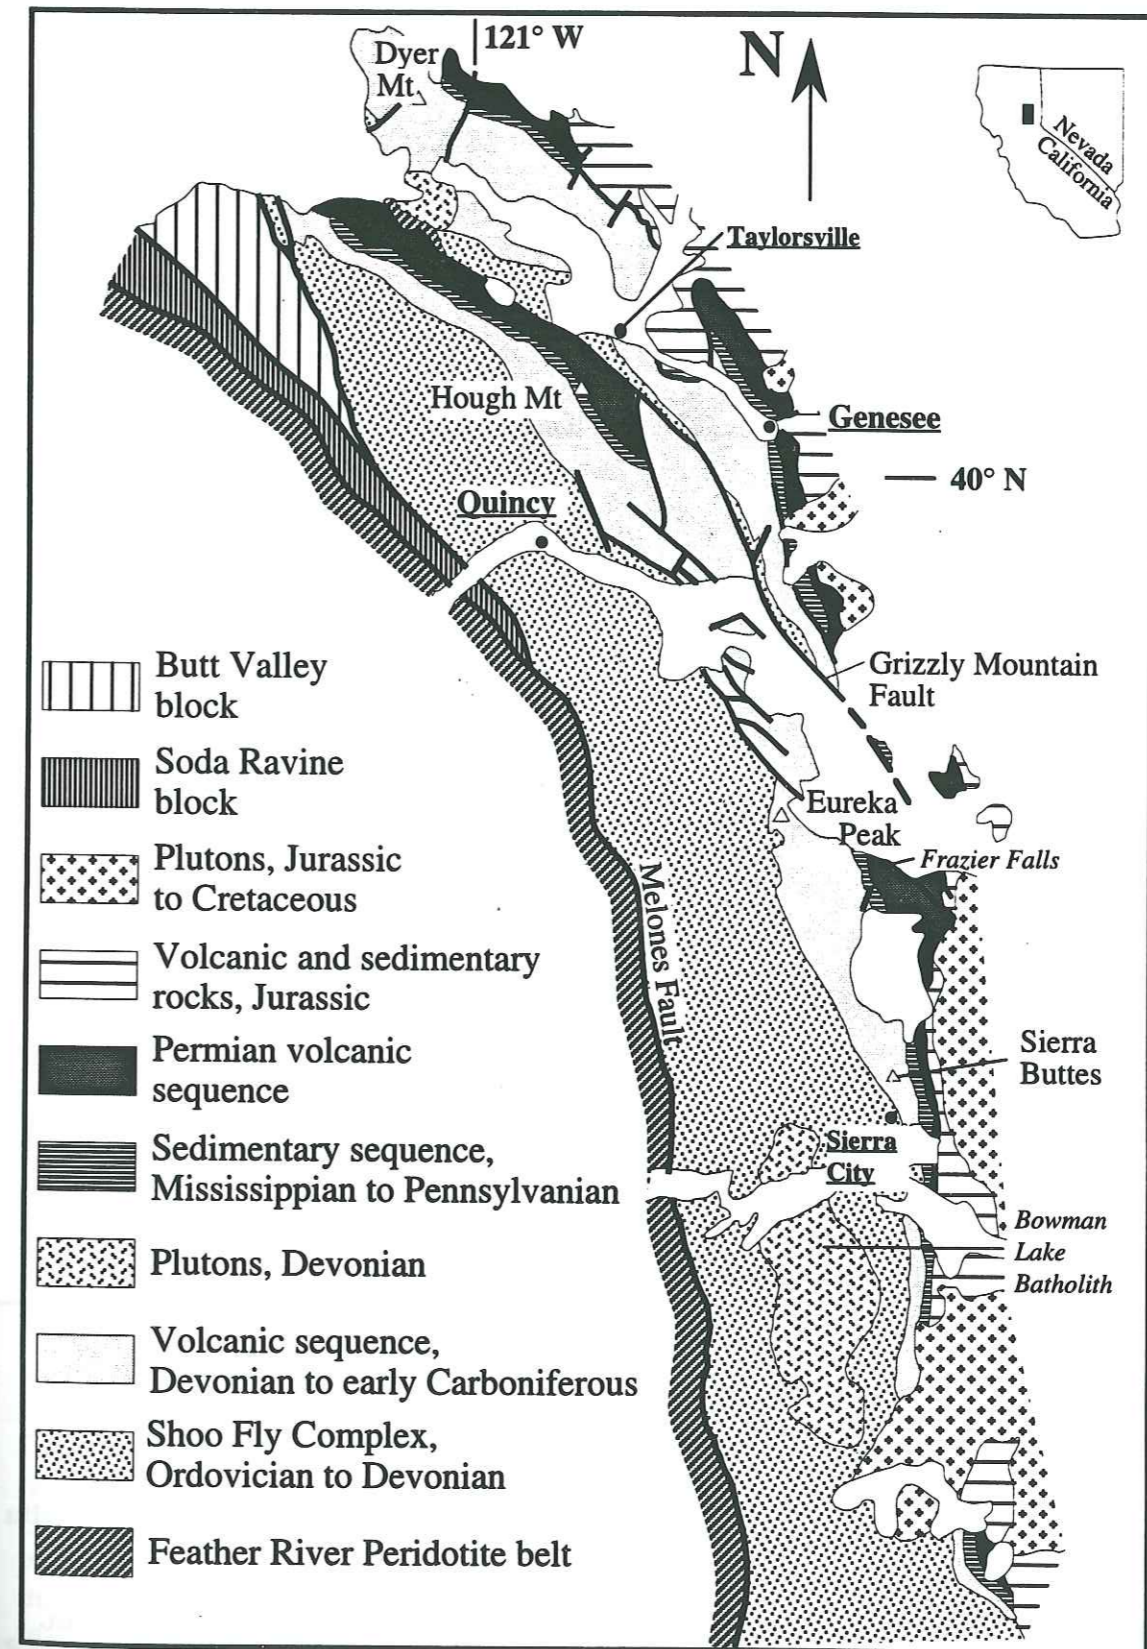 121° W
N
Dyer
Mt.
Nevada
California
Taylorsville
Hough Mt
Genesee
40° N
Quincy
Grizzly Mountain
Fault
Eureka
Peak
Frazier Falls
Melones Fault
Sierra
Buttes
Sierra
City
Bowman
Lake
Batholith
Butt Valley
block
Soda Ravine
block
Plutons, Jurassic
to Cretaceous
Volcanic and sedimentary
rocks, Jurassic
Permian volcanic
sequence
Sedimentary sequence,
Mississippian to Pennsylvanian
Plutons, Devonian
Volcanic sequence,
Devonian to early Carboniferous
Shoo Fly Complex,
Ordovician to Devonian
Feather River Peridotite belt